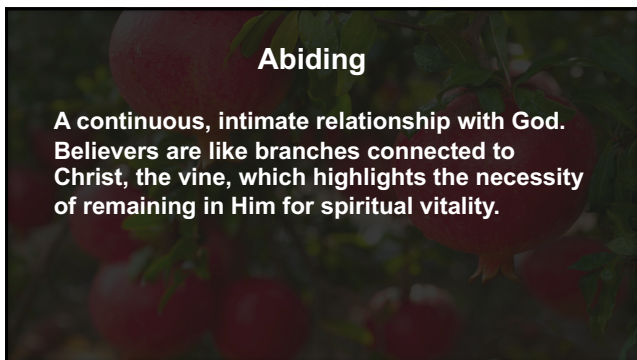 Abiding
A continuous, intimate relationship with God.
Believers are like branches connected to
Christ, the vine, which highlights the necessity
of remaining in Him for spiritual vitality.